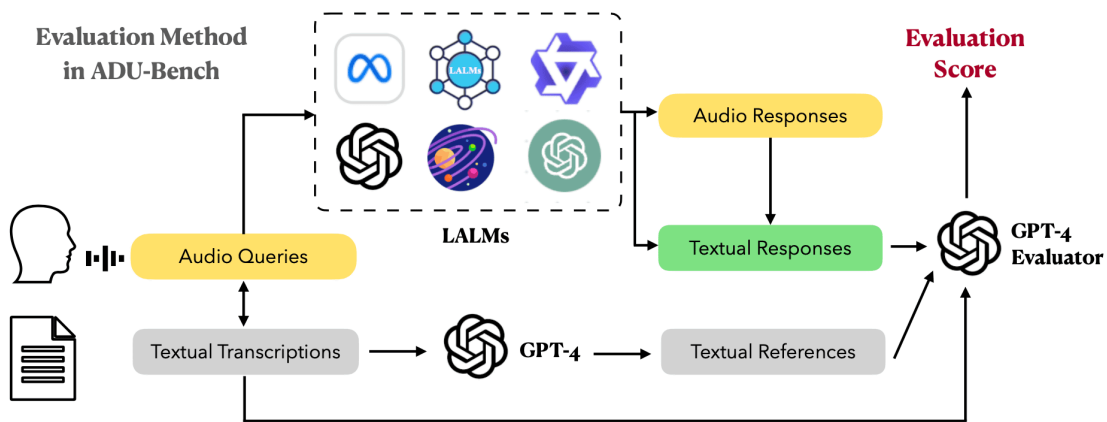 Evaluation Method
in ADU-Bench
LALMs
LALMs
Audio Responses
Evaluation
Score
Audio Queries
Textual Responses
GPT-4
Evaluator
Textual Transcriptions
GPT-4
Textual References